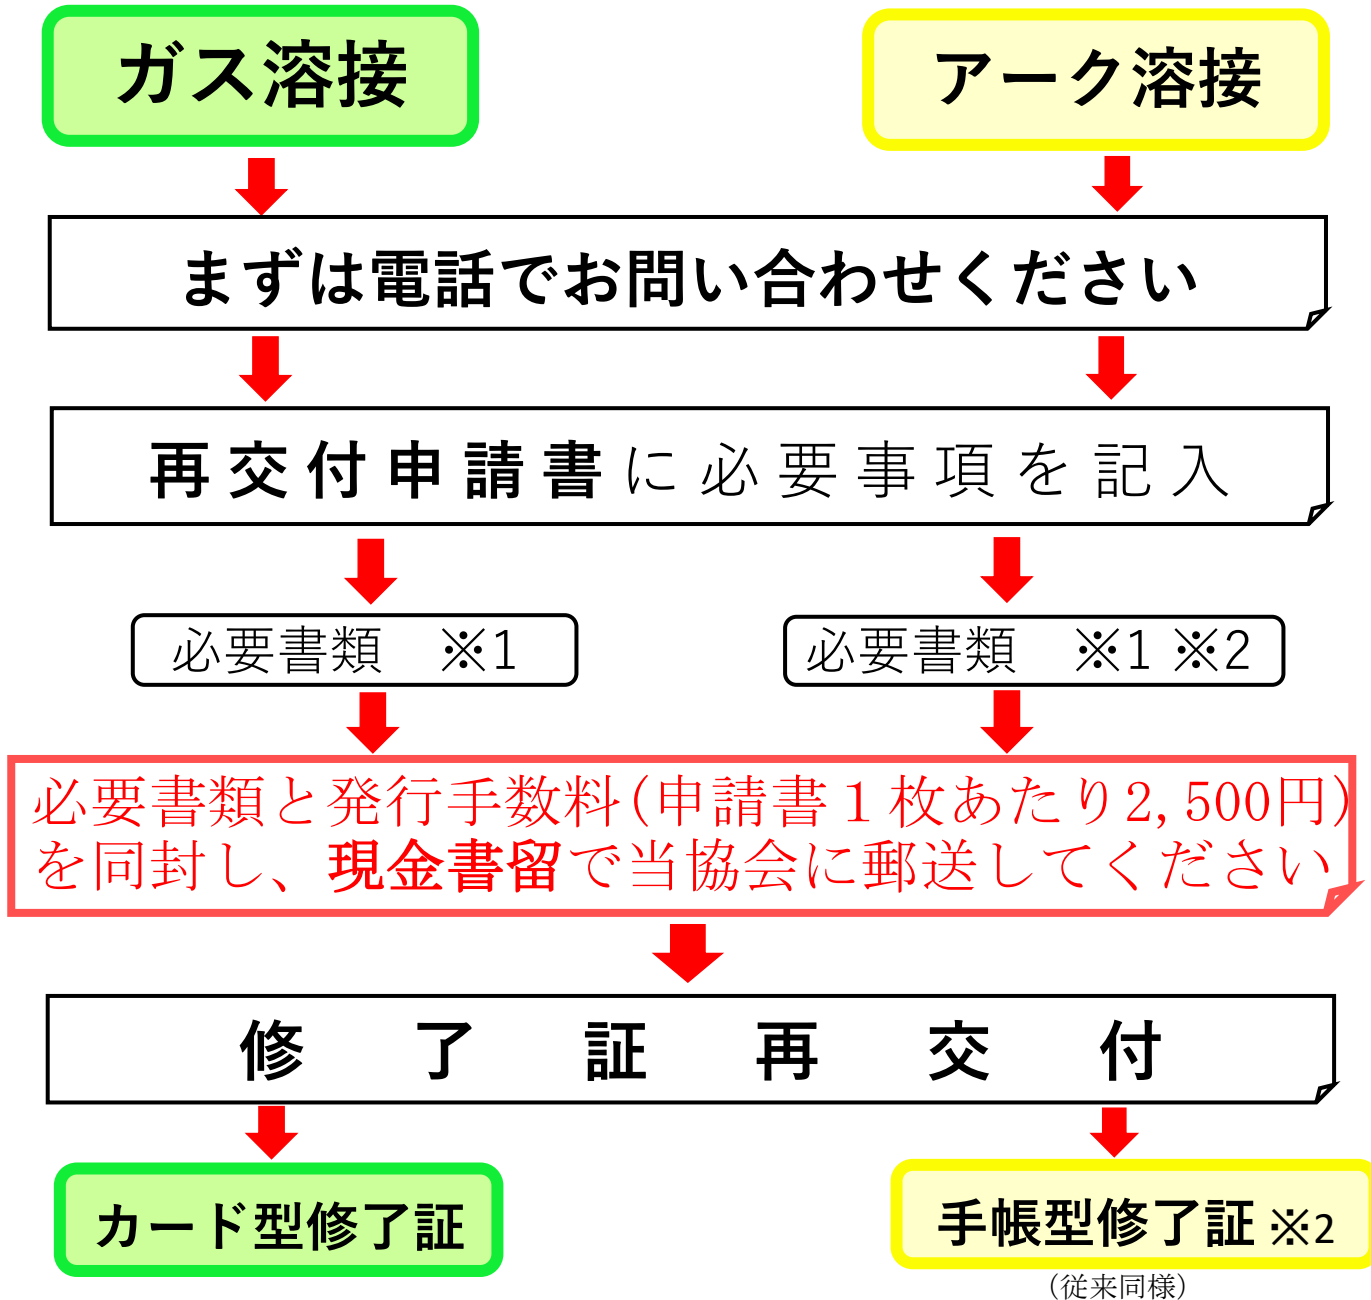 ガス溶接
アーク溶接
まずは電話でお問い合わせください
再交付申請書に必要事項を記入
必要書類　※1
必要書類　※1 ※2
必要書類と発行手数料(申請書１枚あたり2,500円)
を同封し、現金書留で当協会に郵送してください
修　了　証　再　交　付
カード型修了証
手帳型修了証 ※2
（従来同様）